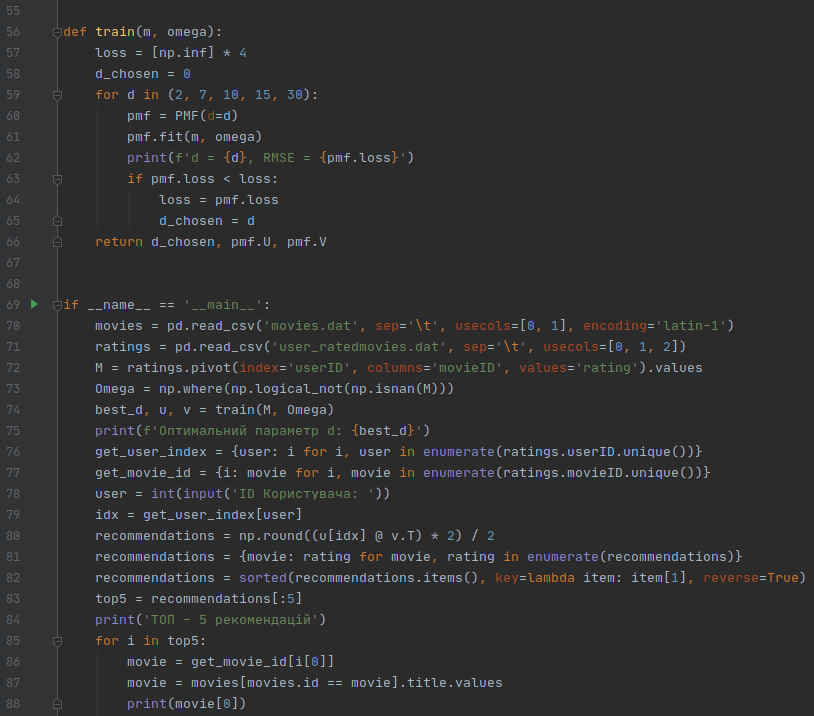 55
56 def train(m, omega):
57     loss = [np.inf] * 4
58     d_chosen = 0
59     for d in (2, 7, 10, 15, 30):
60         pmf = PMF(d=d)
61         pmf.fit(m, omega)
62         print(f'd = {d}, RMSE = {pmf.loss}')
63         if pmf.loss < loss:
64             loss = pmf.loss
65             d_chosen = d
66     return d_chosen, pmf.U, pmf.V
67
68
69 if __name__ == '__main__':
70     movies = pd.read_csv('movies.dat', sep='\t', usecols=[0, 1], encoding='latin-1')
71     ratings = pd.read_csv('user_ratedmovies.dat', sep='\t', usecols=[0, 1, 2])
72     M = ratings.pivot(index='userID', columns='movieID', values='rating').values
73     Omega = np.where(np.logical_not(np.isnan(M)))
74     best_d, u, v = train(M, Omega)
75     print(f'Оптимальний параметр d: {best_d}')
76     get_user_index = {user: i for i, user in enumerate(ratings.userID.unique())}
77     get_movie_id = {i: movie for i, movie in enumerate(ratings.movieID.unique())}
78     user = int(input('ID Користувача: '))
79     idx = get_user_index[user]
80     recommendations = np.round((u[idx] @ v.T) * 2) / 2
81     recommendations = {movie: rating for movie, rating in enumerate(recommendations)}
82     recommendations = sorted(recommendations.items(), key=lambda item: item[1], reverse=True)
83     top5 = recommendations[:5]
84     print('ТОП - 5 рекомендацій')
85     for i in top5:
86         movie = get_movie_id[i[0]]
87         movie = movies[movies.id == movie].title.values
88         print(movie[0])